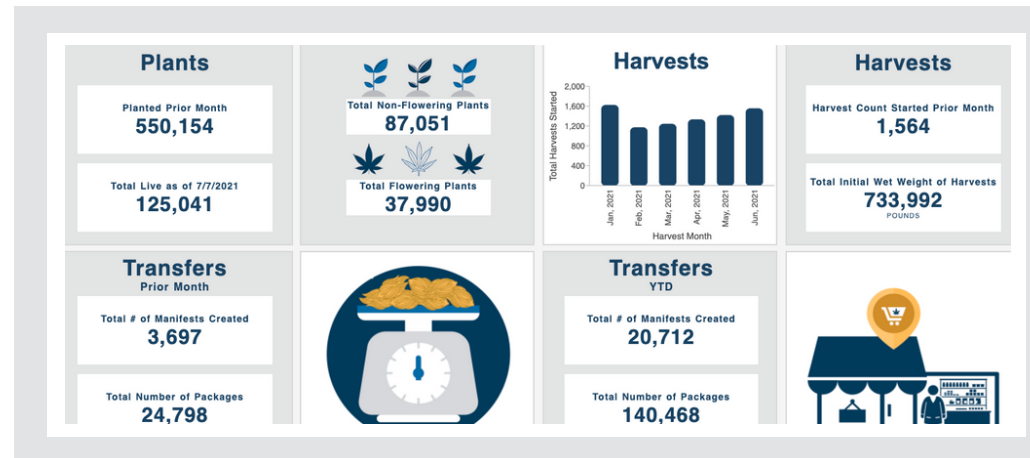 Plants
Planted Prior Month
550,154
Total Live as of 7/7/2021
125,041
Total Non-Flowering Plants
87,051
Total Flowering Plants
37,990
Harvests
Total Harvests Started
2,000
1,600
1,200
800
400
0
Jan, 2021
Feb, 2021
Mar, 2021
Apr, 2021
May, 2021
Jun, 2021
Harvest Month
Harvests
Harvest Count Started Prior Month
1,564
Total Initial Wet Weight of Harvests
733,992
POUNDS
Transfers
Prior Month
Total # of Manifests Created
3,697
Total Number of Packages
24,798
Transfers
YTD
Total # of Manifests Created
20,712
Total Number of Packages
140,468